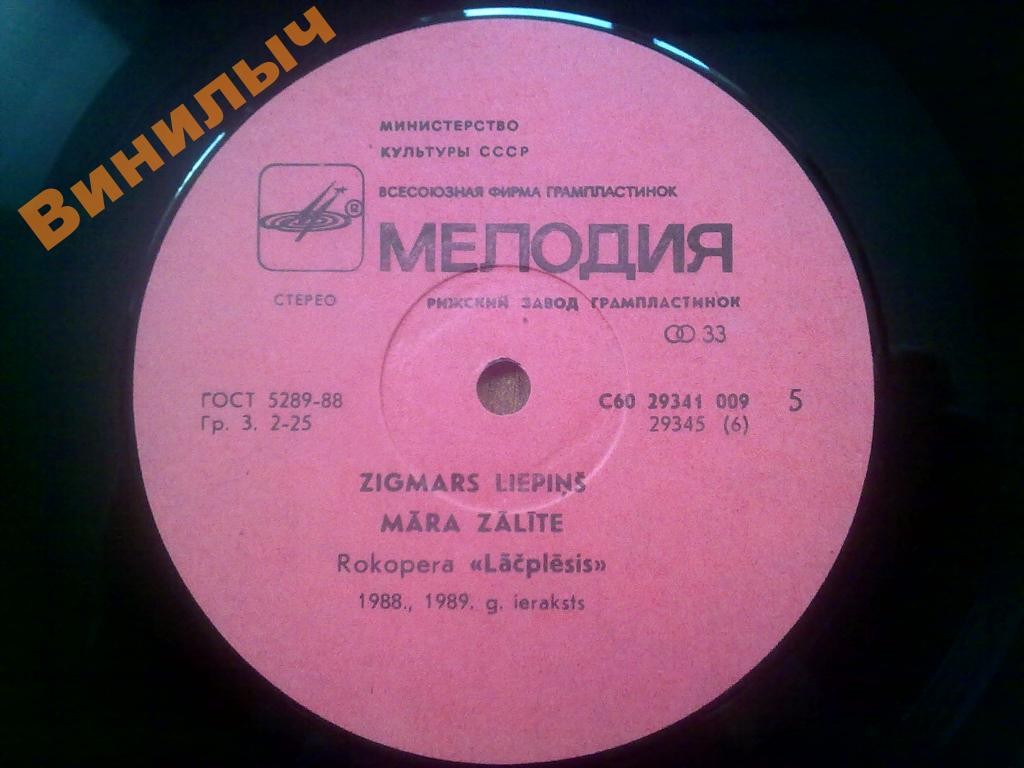 Винилыч
МИНИСТЕРСТВО
КУЛЬТУРЫ СССР
ВСЕСОЮЗНАЯ ФИРМА ГРАМПЛАСТИНОК
®
МЕЛОДИЯ
СТЕРЕО
РИЖСКИЙ ЗАВОД ГРАМПЛАСТИНОК
33
ГОСТ 5289-88
Гр. 3. 2-25
С60 29341 009 5
29345 (6)
ZIGMARS LIEPIŅŠ
MĀRA ZĀLĪTE
Rokopera «Lāčplēsis»
1988., 1989. g. ieraksts